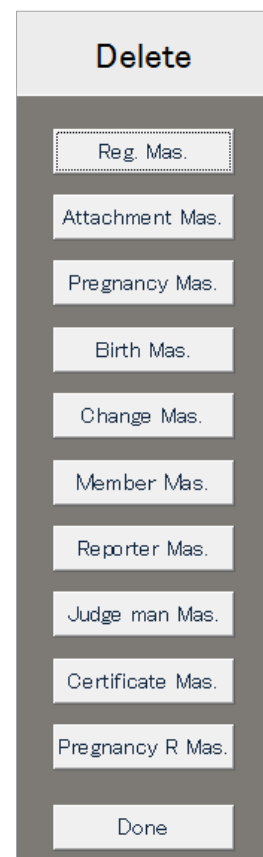 Delete
Reg. Mas.
Attachment Mas.
Pregnancy Mas.
Birth Mas.
Change Mas.
Member Mas.
Reporter Mas.
Judge man Mas.
Certificate Mas.
Pregnancy R Mas.
Done